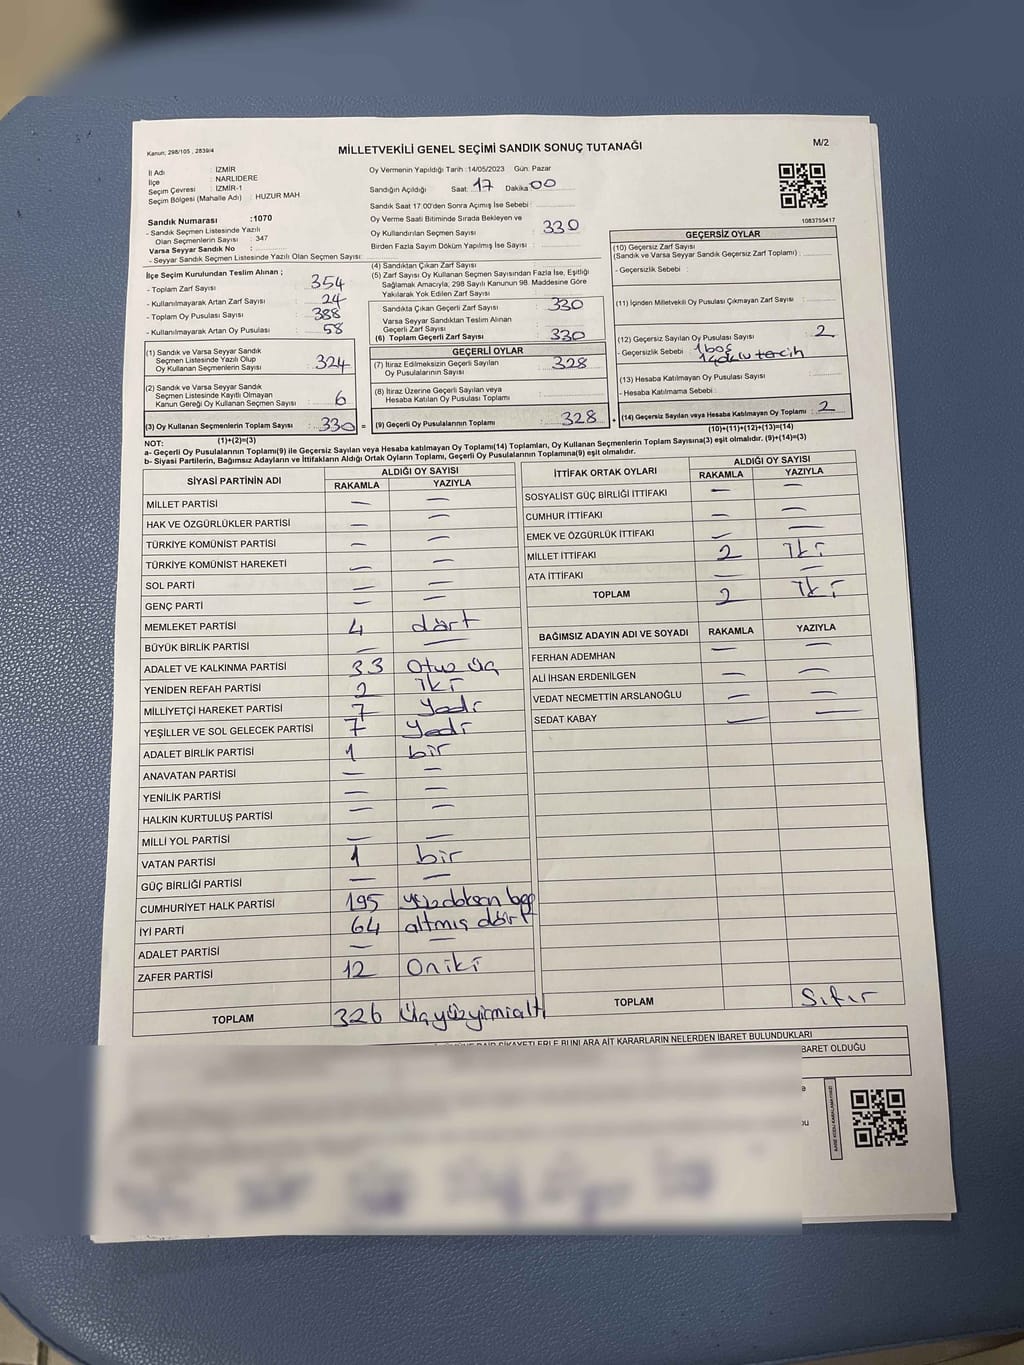 Kanun; 298/105 , 2839/4
MİLLETVEKİLİ GENEL SEÇİMİ SANDIK SONUÇ TUTANAĞI
M/2
İl Adı : İZMİR
İlçe : NARLIDERE
Seçim Çevresi : İZMİR-1
Seçim Bölgesi (Mahalle Adı) : HUZUR MAH
Sandık Numarası :1070
- Sandık Seçmen Listesinde Yazılı
Olan Seçmenlerin Sayısı : 347
Varsa Seyyar Sandık No :
- Seyyar Sandık Seçmen Listesinde Yazılı Olan Seçmen Sayısı:
Oy Vermenin Yapıldığı Tarih :14/05/2023 Gün: Pazar
Sandığın Açıldığı Saat: 17 Dakika: 00
Sandık Saat 17.00'den Sonra Açımış İse Sebebi :
Oy Verme Saati Bitiminde Sırada Bekleyen ve
Oy Kullandırılan Seçmen Sayısı : 330
Birden Fazla Sayım Döküm Yapılmış İse Sayısı :
1083755417
İlçe Seçim Kurulundan Teslim Alınan ;
- Toplam Zarf Sayısı : 354
- Kullanılmayarak Artan Zarf Sayısı : 24
- Toplam Oy Pusulası : 388
- Kullanılmayarak Artan Oy Pusulası : 58
(1) Sandık ve Varsa Seyyar Sandık
Seçmen Listesinde Yazılı Olup
Oy Kullanan Seçmenlerin Sayısı : 324
(2) Sandık ve Varsa Seyyar Sandık
Seçmen Listesinde Kayıtlı Olmayan
Kanun Gereği Oy Kullanan Seçmen Sayısı : 6
(3) Oy Kullanan Seçmenlerin Toplam Sayısı : 330 =
(4) Sandıktan Çıkan Zarf Sayısı
(5) Zarf Sayısı Oy Kullanan Seçmen Sayısından Fazla İse, Eşitliği
Sağlamak Amacıyla; 298 Sayılı Kanunun 98. Maddesine Göre
Yakılarak Yok Edilen Zarf Sayısı :
Sandıkta Çıkan Geçerli Zarf Sayısı : 330
Varsa Seyyar Sandıktan Teslim Alınan
Geçerli Zarf Sayısı :
(6) Toplam Geçerli Zarf Sayısı : 330
GEÇERLİ OYLAR
(7) İtiraz Edilmeksizin Geçerli Sayılan
Oy Pusulalarının Sayısı : 328
(8) İtiraz Üzerine Geçerli Sayılan veya
Hesaba Katılan Oy Pusulası Toplamı :
(9) Geçerli Oy Pusulalarının Toplamı : 328 +
GEÇERSİZ OYLAR
(10) Geçersiz Zarf Sayısı
(Sandık ve Varsa Seyyar Sandık Geçersiz Zarf Toplamı) :
- Geçersizlik Sebebi :
(11) İçinden Milletvekili Oy Pusulası Çıkmayan Zarf Sayısı :
(12) Geçersiz Sayılan Oy Pusulası Sayısı : 2
- Geçersizlik Sebebi : 1 boş
1 çoklu tercih
(13) Hesaba Katılmayan Oy Pusulası Sayısı :
- Hesaba Katılmama Sebebi :
(14) Geçersiz Sayılan veya Hesaba Katılmayan Oy Toplamı : 2
(1)+(2)=(3)
(10)+(11)+(12)+(13)=(14)
NOT:
a- Geçerli Oy Pusulalarının Toplamı(9) ile Geçersiz Sayılan veya Hesaba katılmayan Oy Toplamı(14) Toplamları, Oy Kullanan Seçmenlerin Toplam Sayısına(3) eşit olmalıdır. (9)+(14)=(3)
b- Siyasi Partilerin, Bağımsız Adayların ve İttifakların Aldığı Ortak Oyların Toplamı, Geçerli Oy Pusulalarının Toplamına(9) eşit olmalıdır.
SİYASİ PARTİNİN ADI
ALDIĞI OY SAYISI
RAKAMLA YAZIYLA
MİLLET PARTİSİ — —
HAK VE ÖZGÜRLÜKLER PARTİSİ — —
TÜRKİYE KOMÜNİST PARTİSİ — —
TÜRKİYE KOMÜNİST HAREKETİ — —
SOL PARTİ — —
GENÇ PARTİ — —
MEMLEKET PARTİSİ 4 dört
BÜYÜK BİRLİK PARTİSİ — —
ADALET VE KALKINMA PARTİSİ 33 Otuz üç
YENİDEN REFAH PARTİSİ 2 İki
MİLLİYETÇİ HAREKET PARTİSİ 7 yedi
YEŞİLLER VE SOL GELECEK PARTİSİ 7 yedi
ADALET BİRLİK PARTİSİ 1 bir
ANAVATAN PARTİSİ — —
YENİLİK PARTİSİ — —
HALKIN KURTULUŞ PARTİSİ — —
MİLLİ YOL PARTİSİ — —
VATAN PARTİSİ 1 bir
GÜÇ BİRLİĞİ PARTİSİ — —
CUMHURİYET HALK PARTİSİ 195 yüzdoksan beş
İYİ PARTİ 64 altmış dört
ADALET PARTİSİ — —
ZAFER PARTİSİ 12 Oniki
TOPLAM 326 Üçyüzyirmialtı
İTTİFAK ORTAK OYLARI
ALDIĞI OY SAYISI
RAKAMLA YAZIYLA
SOSYALİST GÜÇ BİRLİĞİ İTTİFAKI — —
CUMHUR İTTİFAKI — —
EMEK VE ÖZGÜRLÜK İTTİFAKI — —
MİLLET İTTİFAKI 2 İki
ATA İTTİFAKI — —
TOPLAM 2 İki
BAĞIMSIZ ADAYIN ADI VE SOYADI RAKAMLA YAZIYLA
FERHAN ADEMHAN — —
ALİ İHSAN ERDENİLGEN — —
VEDAT NECMETTİN ARSLANOĞLU — —
SEDAT KABAY — —
TOPLAM Sıfır
ŞİKAYETLERLE BUNLARA AİT KARARLARIN NELERDEN İBARET BULUNDUKLARI
BARET OLDUĞU